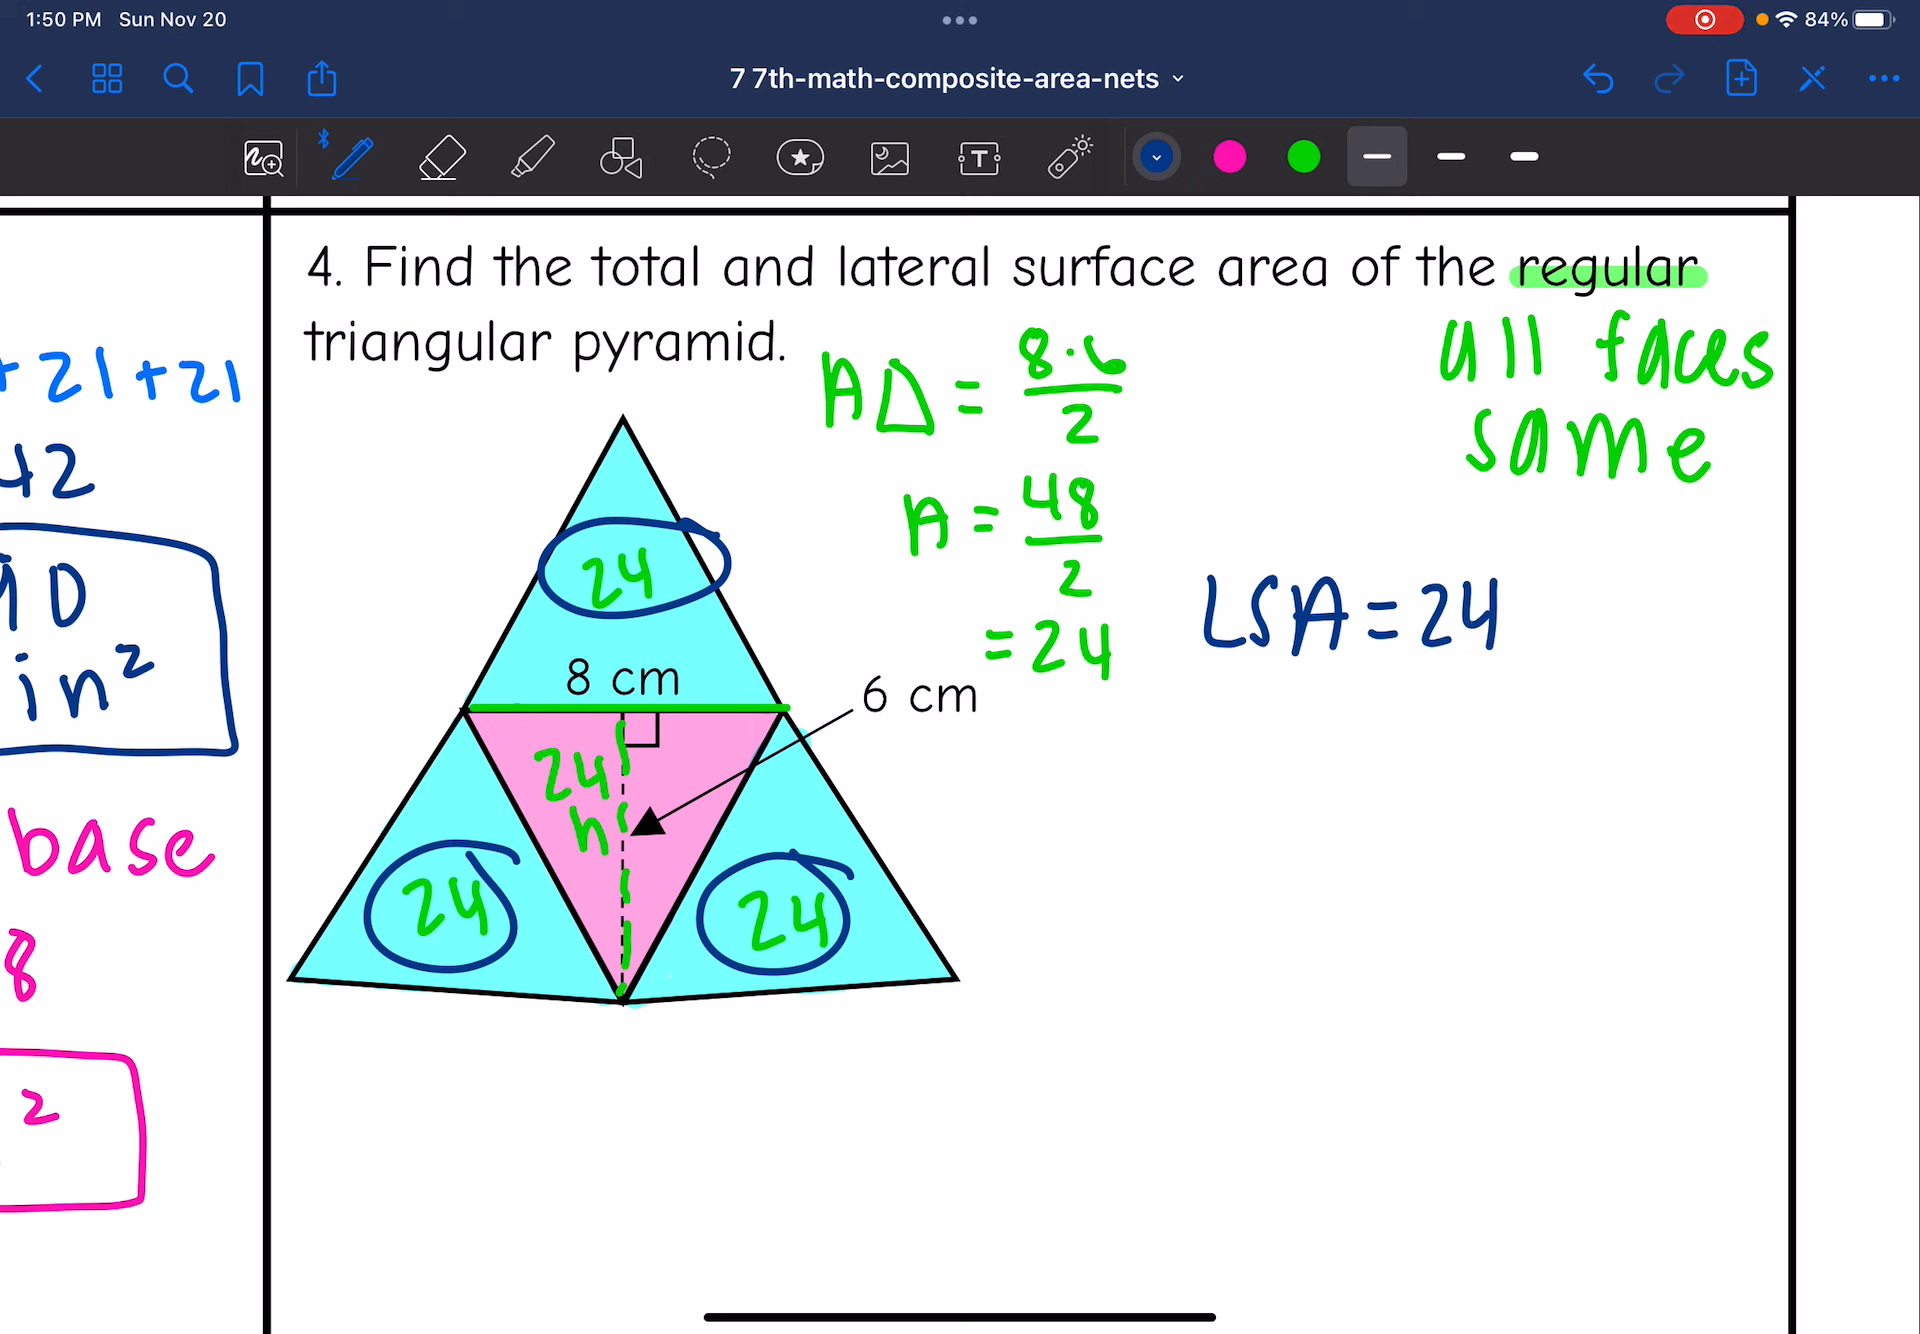 1:50 PM Sun Nov 20
84%
7 7th-math-composite-area-nets
4. Find the total and lateral surface area of the regular
triangular pyramid.
all faces
same
A△ = 8·6/2
A = 48/2
= 24
LSA = 24
24
8 cm
6 cm
24
h
24
24
+ 21 + 21
42
90
in²
base
8
2